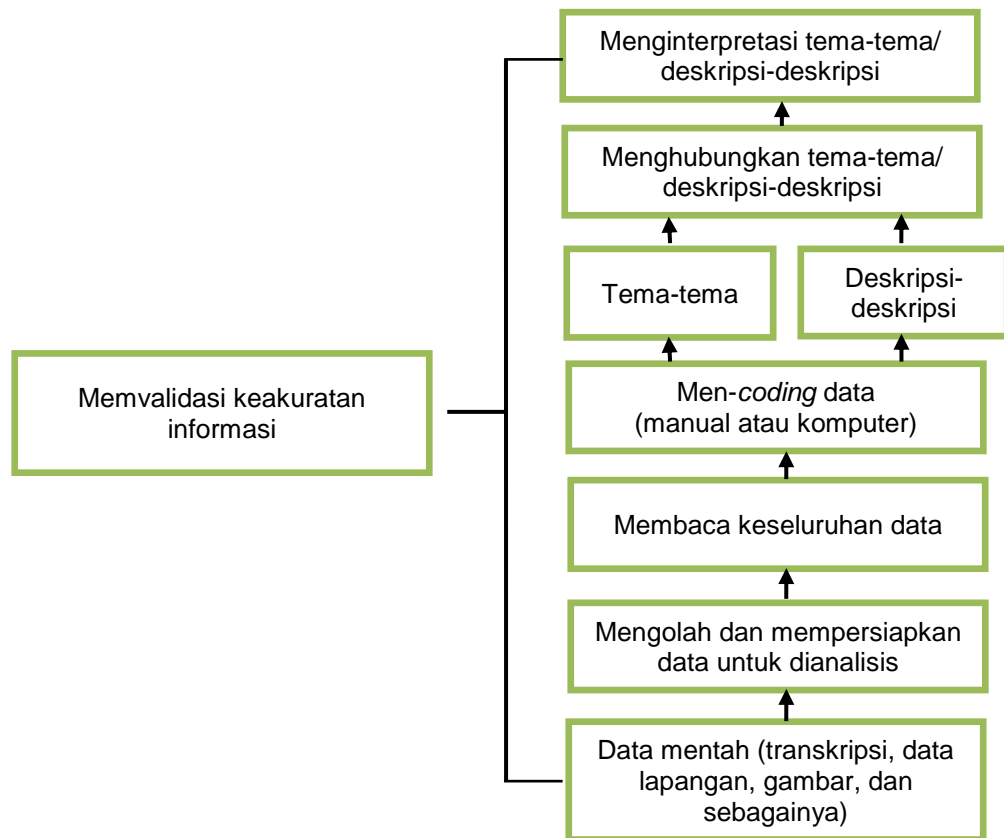 Menginterpretasi tema-tema/
deskripsi-deskripsi
Menghubungkan tema-tema/
deskripsi-deskripsi
Tema-tema
Deskripsi-
deskripsi
Memvalidasi keakuratan
informasi
Men-coding data
(manual atau komputer)
Membaca keseluruhan data
Mengolah dan mempersiapkan
data untuk dianalisis
Data mentah (transkripsi, data
lapangan, gambar, dan
sebagainya)